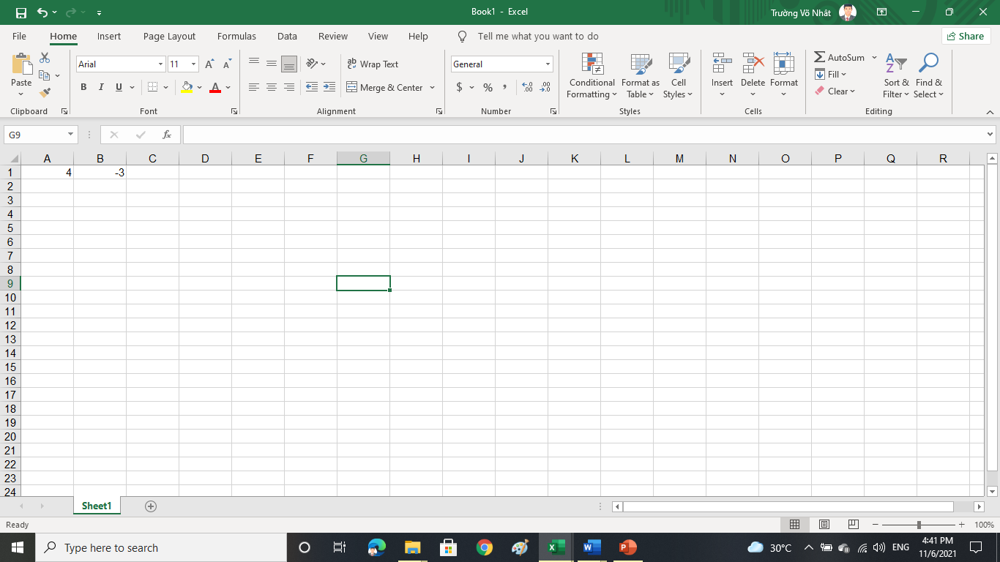 Book1 - Excel
Trường Võ Nhật
File Home Insert Page Layout Formulas Data Review View Help Tell me what you want to do Share
Paste
Clipboard
Arial 11
B I U A
Font
Wrap Text
Merge & Center
Alignment
General
$ % ,
Number
Conditional Formatting
Format as Table
Cell Styles
Styles
Insert Delete Format
Cells
AutoSum
Fill
Clear
Sort & Filter
Find & Select
Editing
G9 fx
A B C D E F G H I J K L M N O P Q R
1 4 -3
2
3
4
5
6
7
8
9
10
11
12
13
14
15
16
17
18
19
20
21
22
23
24
Sheet1
Ready 100%
Type here to search 30°C ENG 4:41 PM
11/6/2021